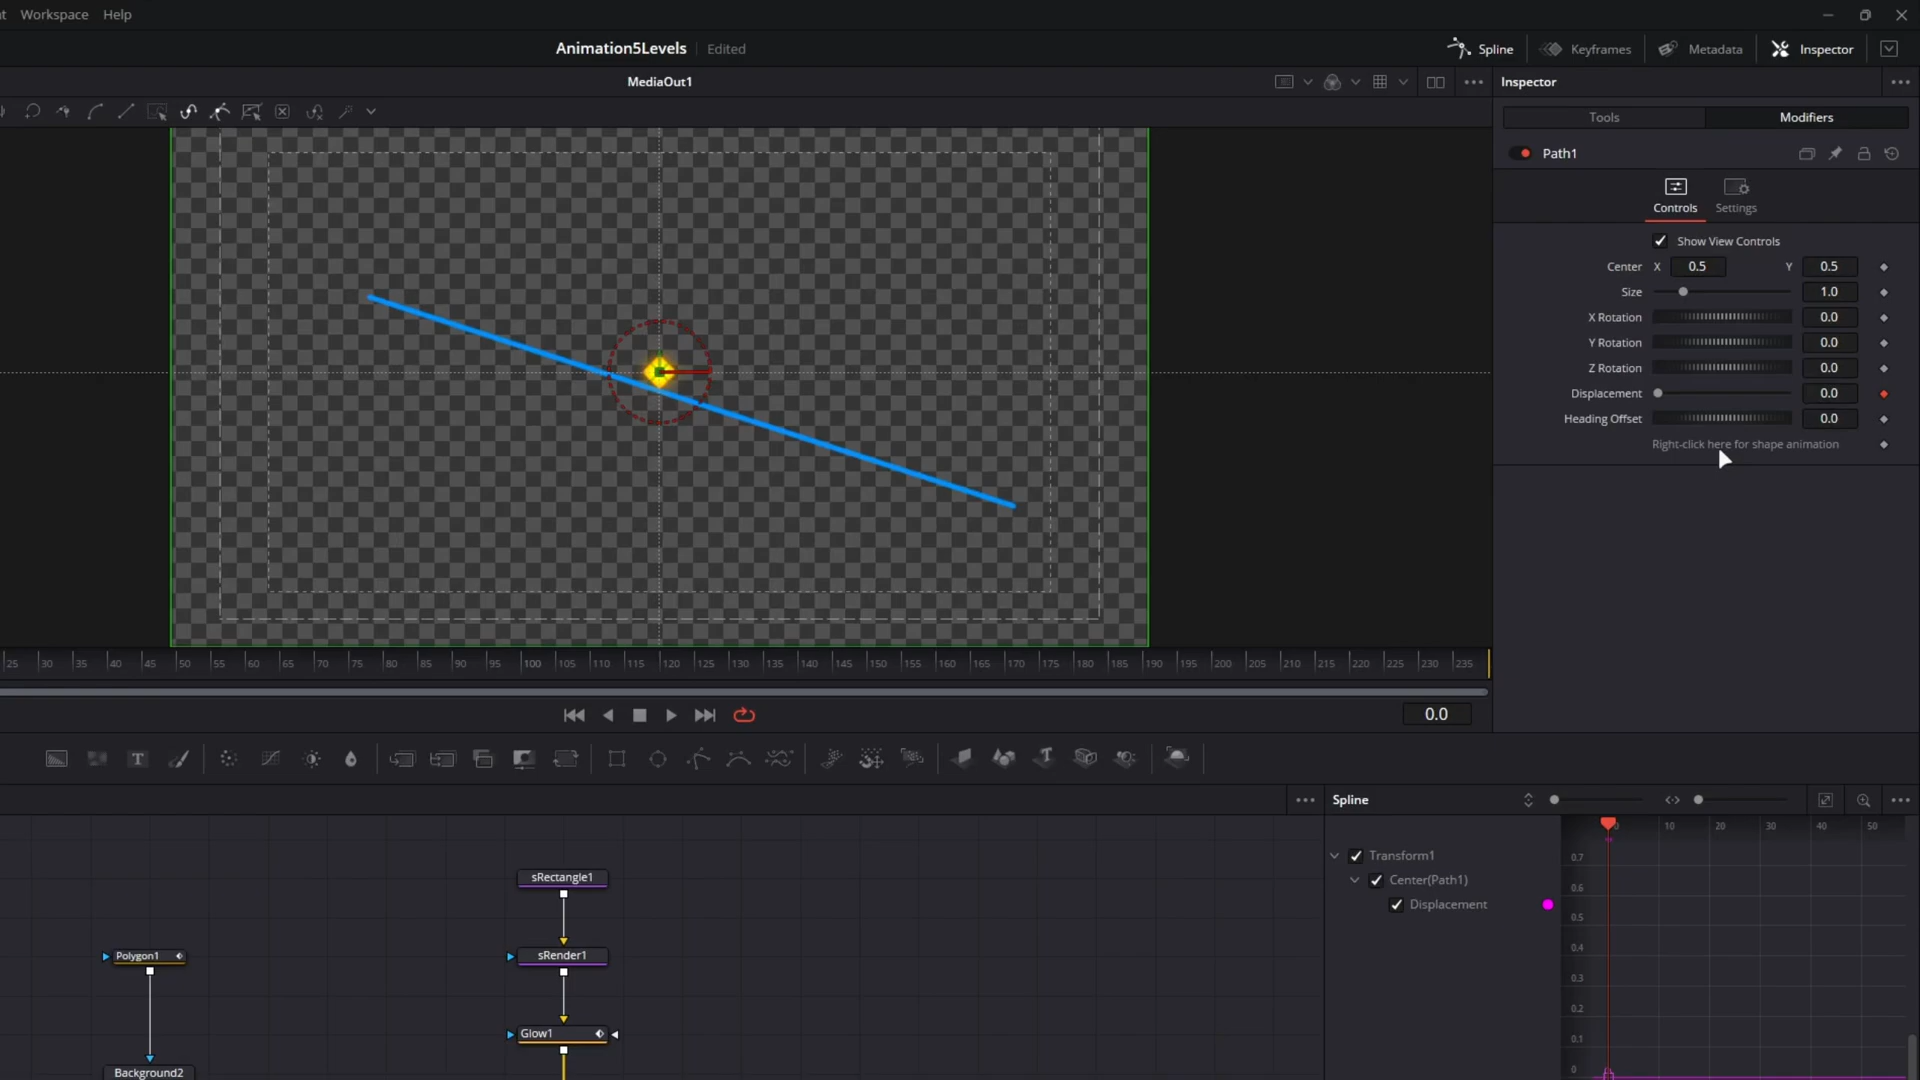 Workspace Help
Animation5Levels Edited
Spline Keyframes Metadata Inspector
MediaOut1
Inspector
Tools Modifiers
Path1
Controls Settings
Show View Controls
Center X 0.5 Y 0.5
Size 1.0
X Rotation 0.0
Y Rotation 0.0
Z Rotation 0.0
Displacement 0.0
Heading Offset 0.0
Right-click here for shape animation
25 30 35 40 45 50 55 60 65 70 75 80 85 90 95 100 105 110 115 120 125 130 135 140 145 150 155 160 165 170 175 180 185 190 195 200 205 210 215 220 225 230 235
0.0
T
Spline
0 10 20 30 40 50
Transform1
Center(Path1)
Displacement
0.7
0.6
0.5
0.4
0.3
0.2
0.1
0
sRectangle1
Polygon1
sRender1
Glow1
Background2